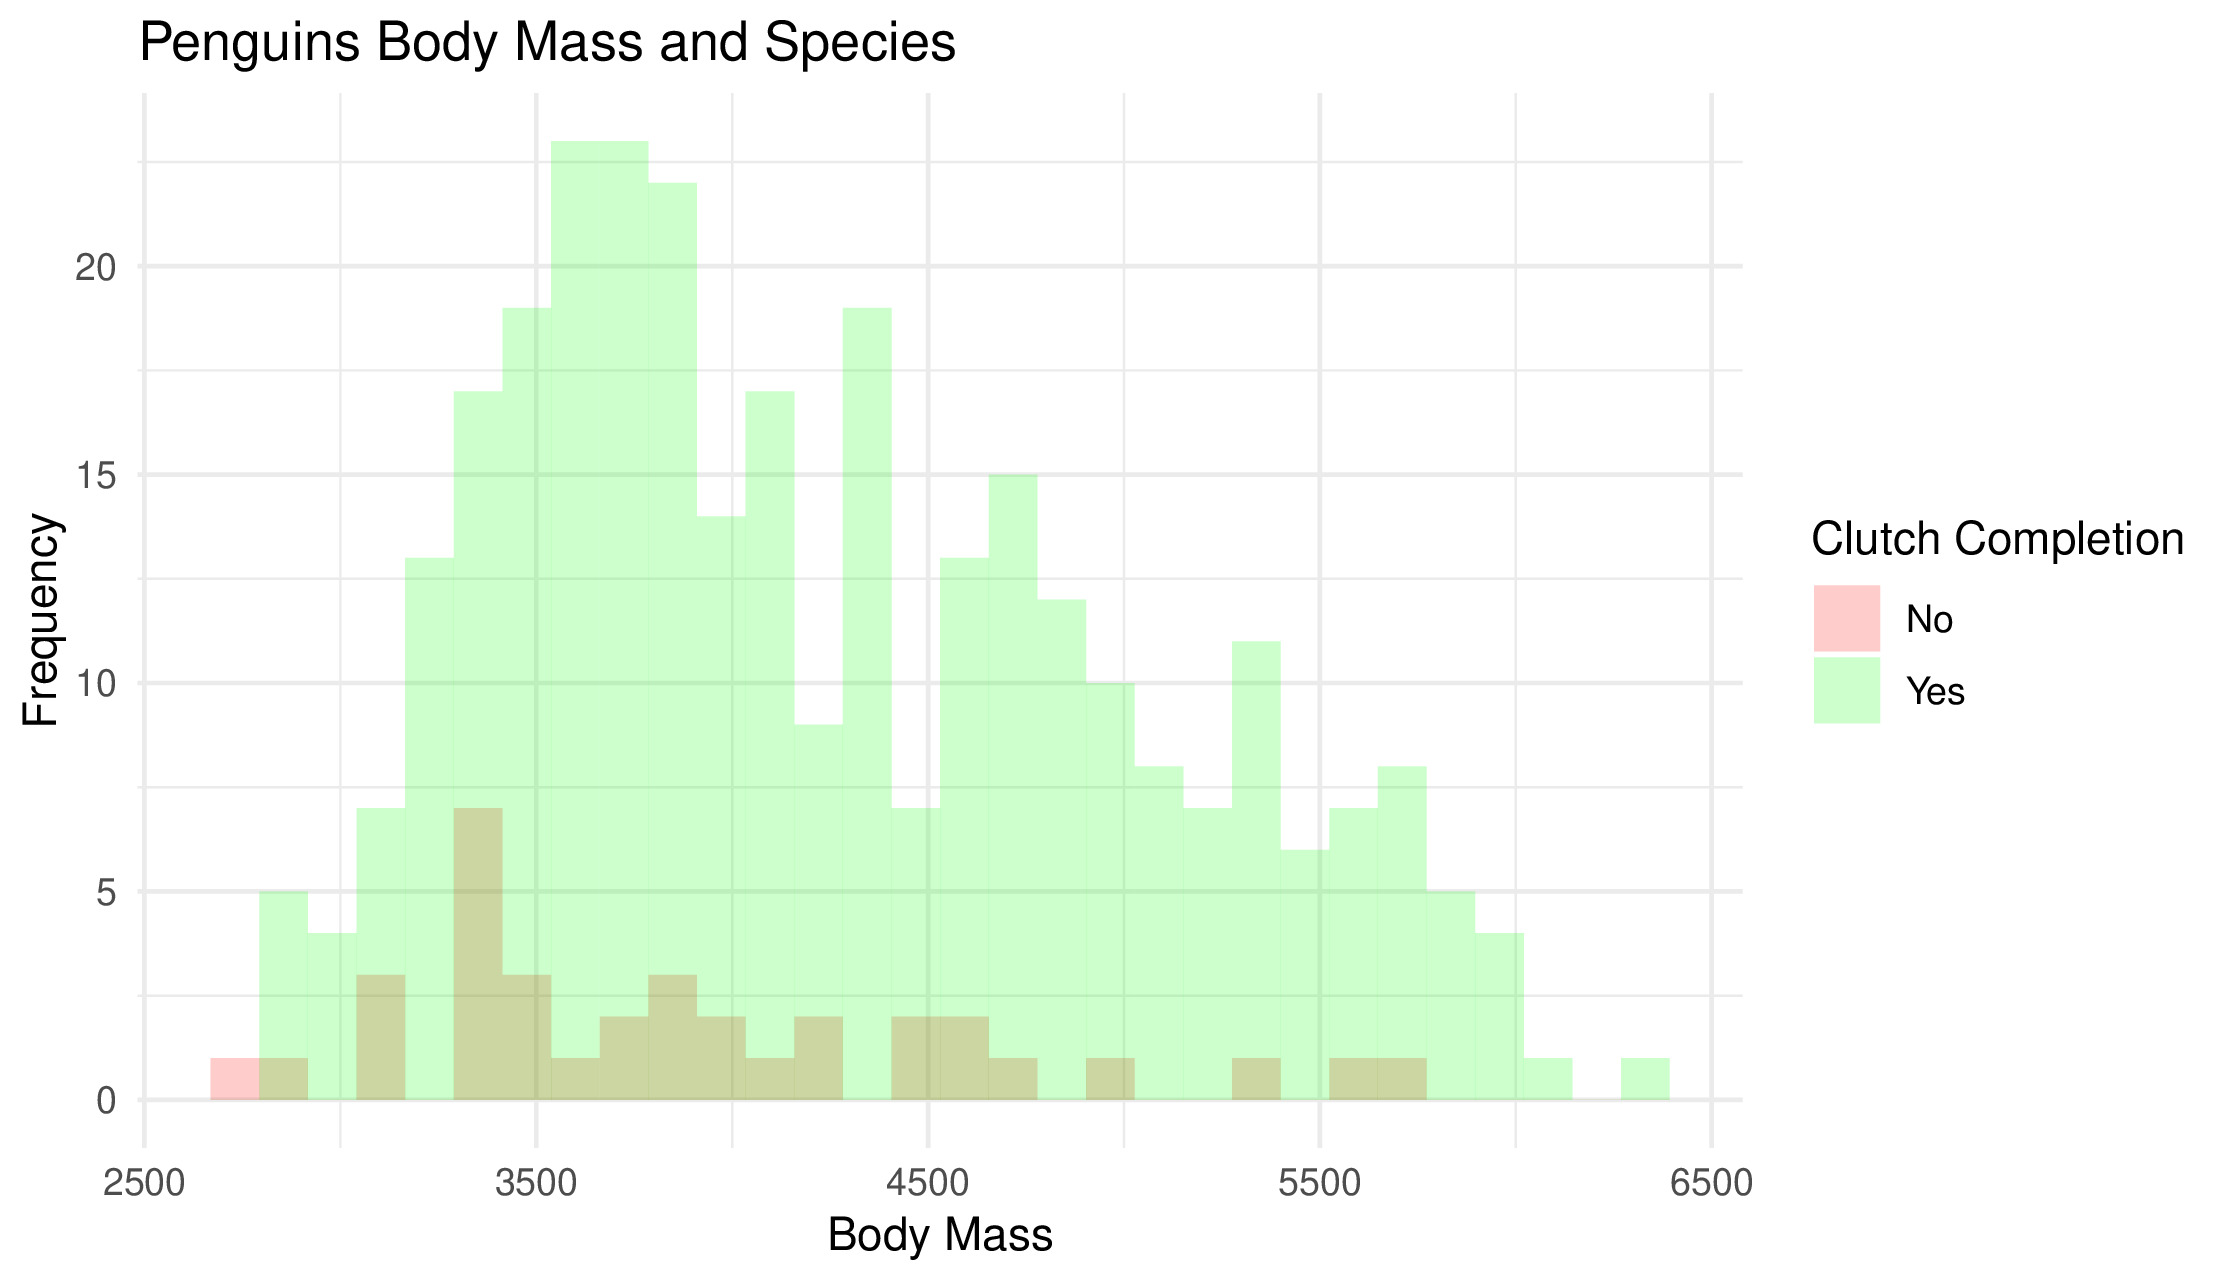 Penguins Body Mass and Species
Frequency
20
15
10
5
0
2500 3500 4500 5500 6500
Body Mass
Clutch Completion
No
Yes